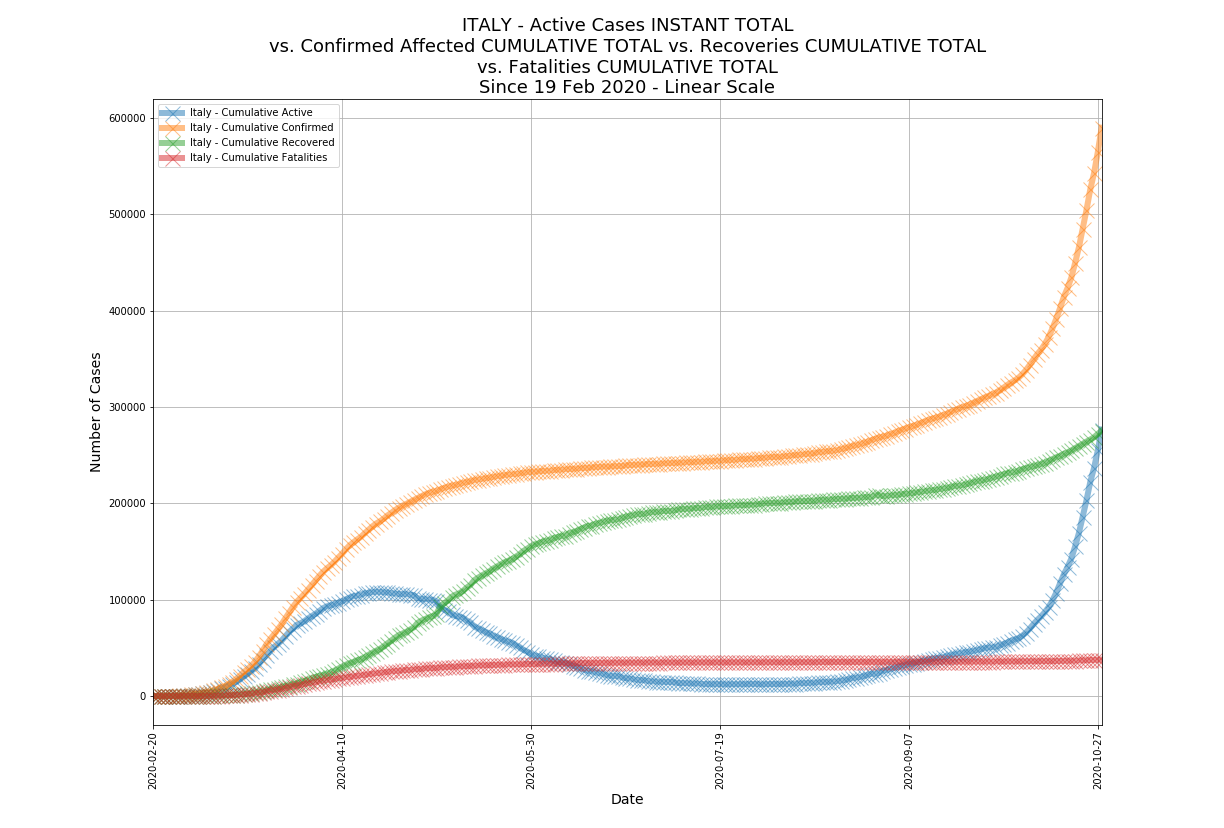 ITALY - Active Cases INSTANT TOTAL
vs. Confirmed Affected CUMULATIVE TOTAL vs. Recoveries CUMULATIVE TOTAL
vs. Fatalities CUMULATIVE TOTAL
Since 19 Feb 2020 - Linear Scale
Italy - Cumulative Active
Italy - Cumulative Confirmed
Italy - Cumulative Recovered
Italy - Cumulative Fatalities
Number of Cases
600000
500000
400000
300000
200000
100000
0
2020-02-20
2020-04-10
2020-05-30
2020-07-19
2020-09-07
2020-10-27
Date